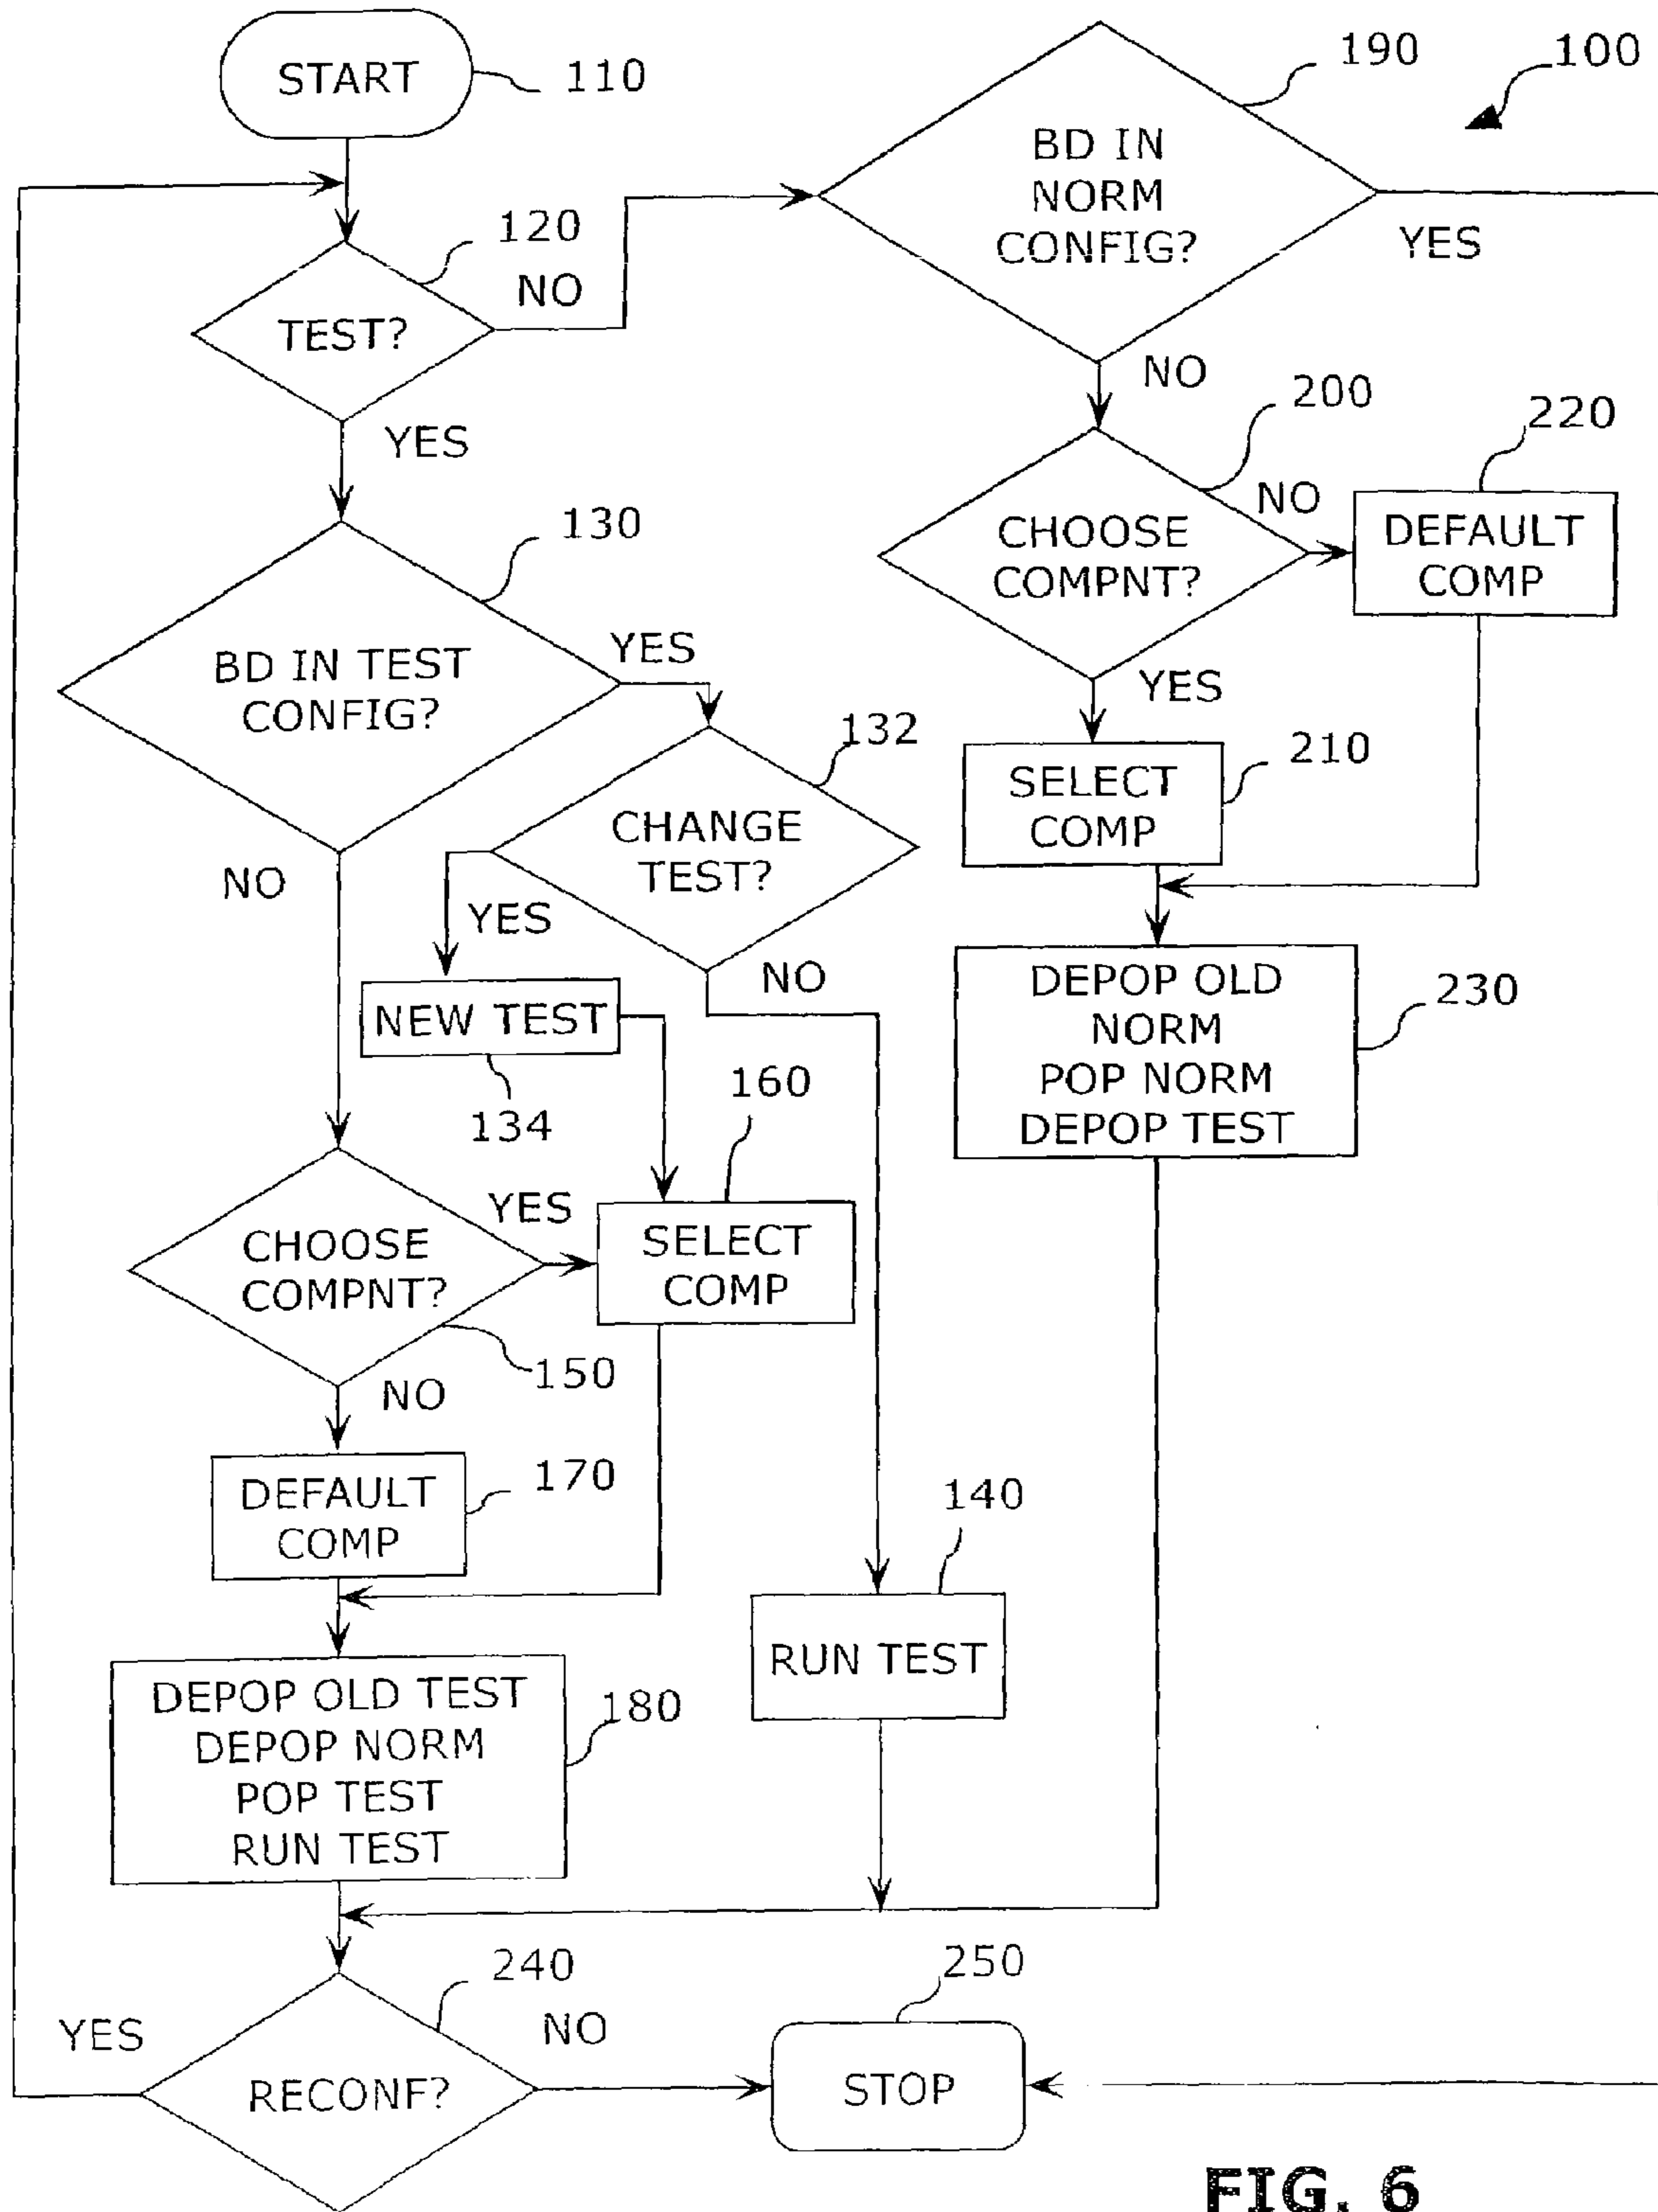 START
110
190
100
BD IN
NORM
CONFIG?
YES
120
NO
TEST?
YES
NO
200
220
130
NO
CHOOSE
COMPNT?
DEFAULT
COMP
BD IN TEST
CONFIG?
YES
YES
132
210
SELECT
COMP
CHANGE
TEST?
NO
YES
NO
NEW TEST
134
DEPOP OLD
NORM
POP NORM
DEPOP TEST
230
160
YES
SELECT
COMP
CHOOSE
COMPNT?
150
NO
DEFAULT
COMP
170
140
RUN TEST
DEPOP OLD TEST
DEPOP NORM
POP TEST
RUN TEST
180
240
250
YES
NO
RECONF?
STOP
FIG. 6